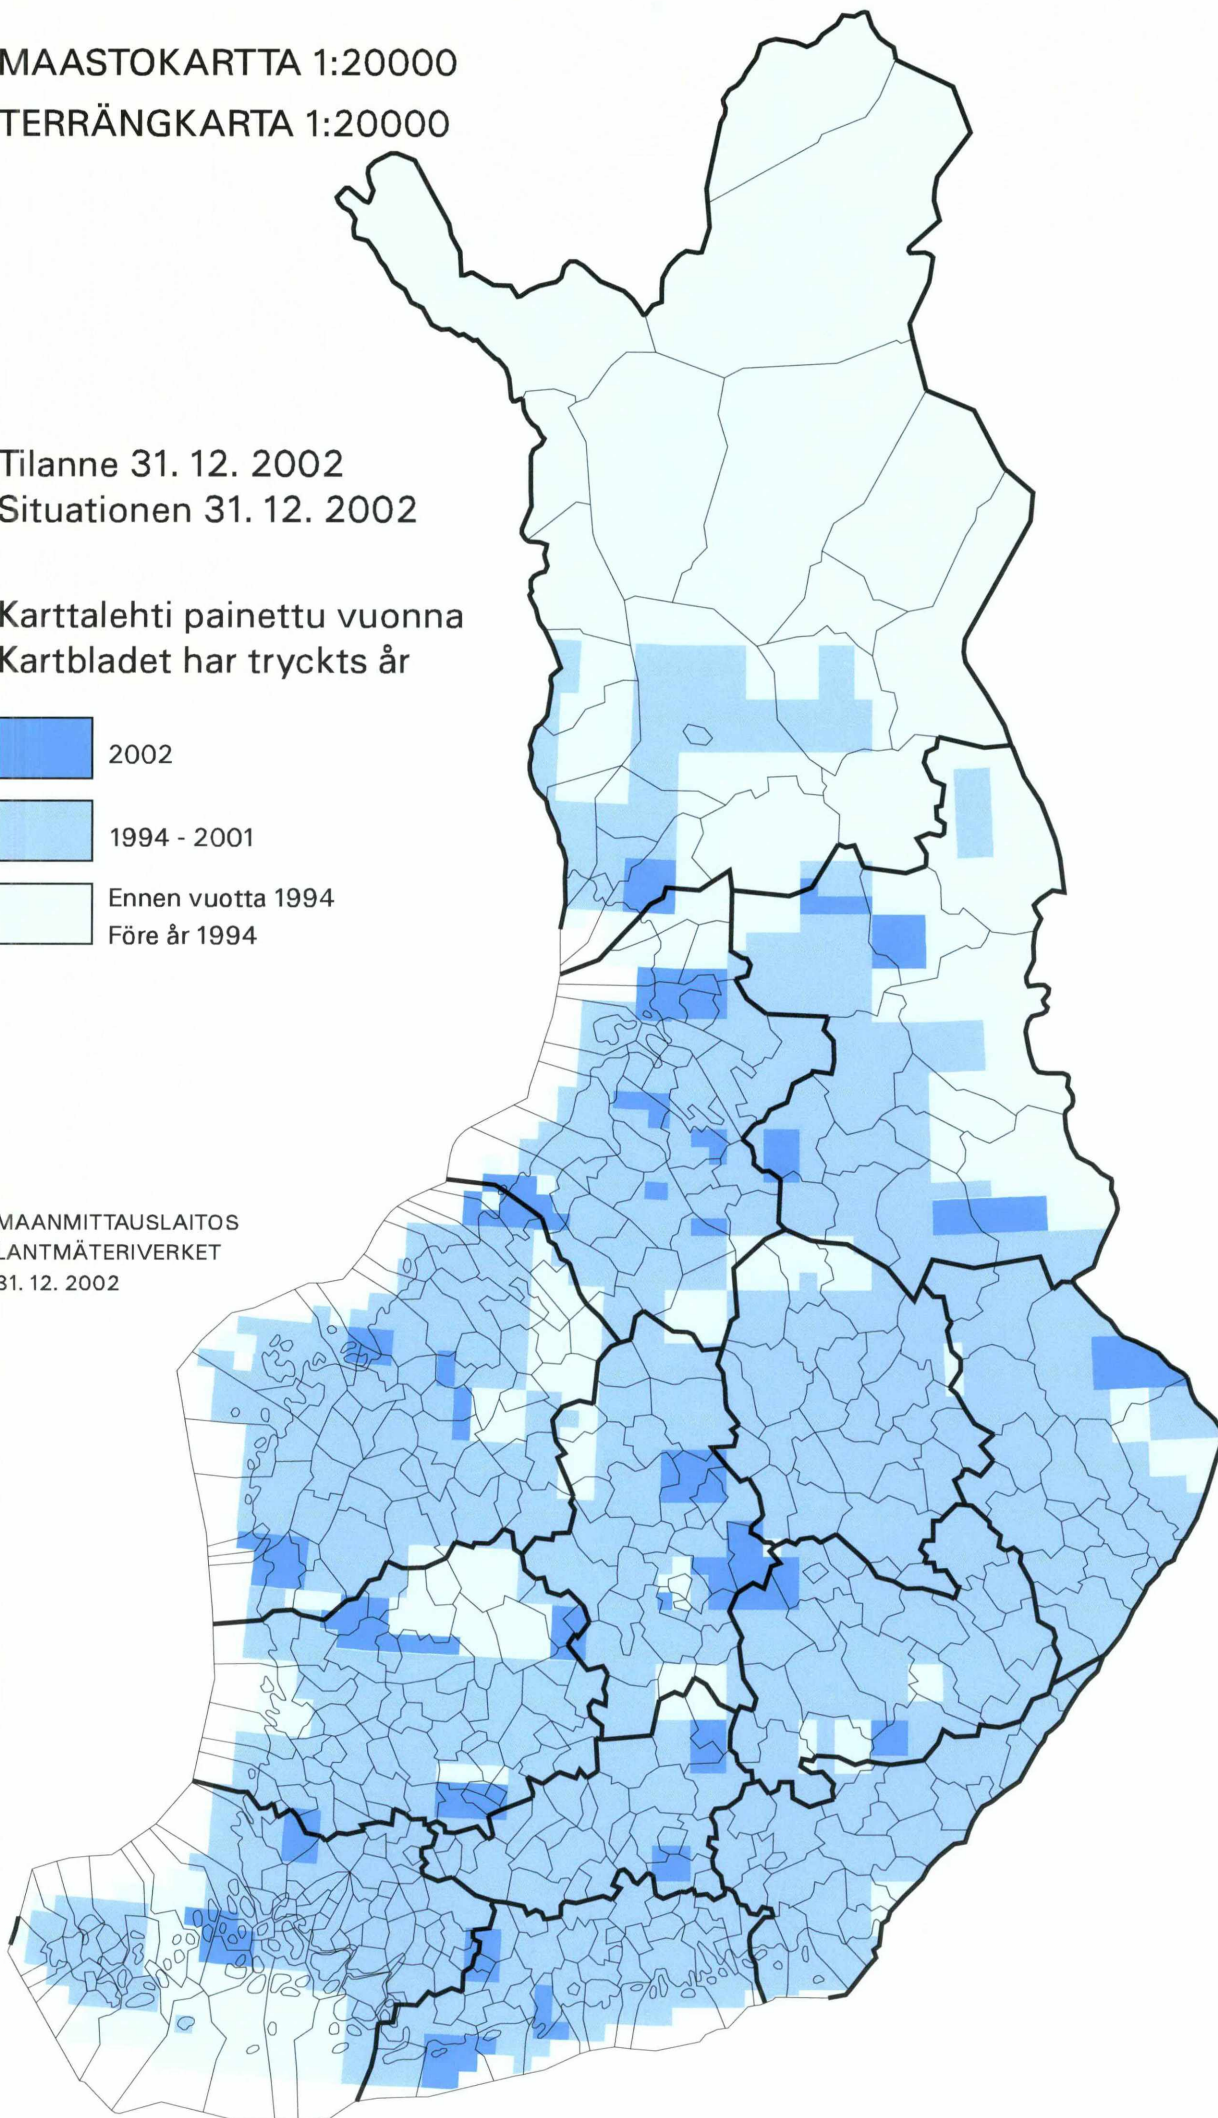 MAASTOKARTTA 1:20000
TERRÄNGKARTA 1:20000
Tilanne 31. 12. 2002
Situationen 31. 12. 2002
Karttalehti painettu vuonna
Kartbladet har tryckts år
2002
1994 - 2001
Ennen vuotta 1994
Före år 1994
MAANMITTAUSLAITOS
LANTMÄTERIVERKET
31. 12. 2002